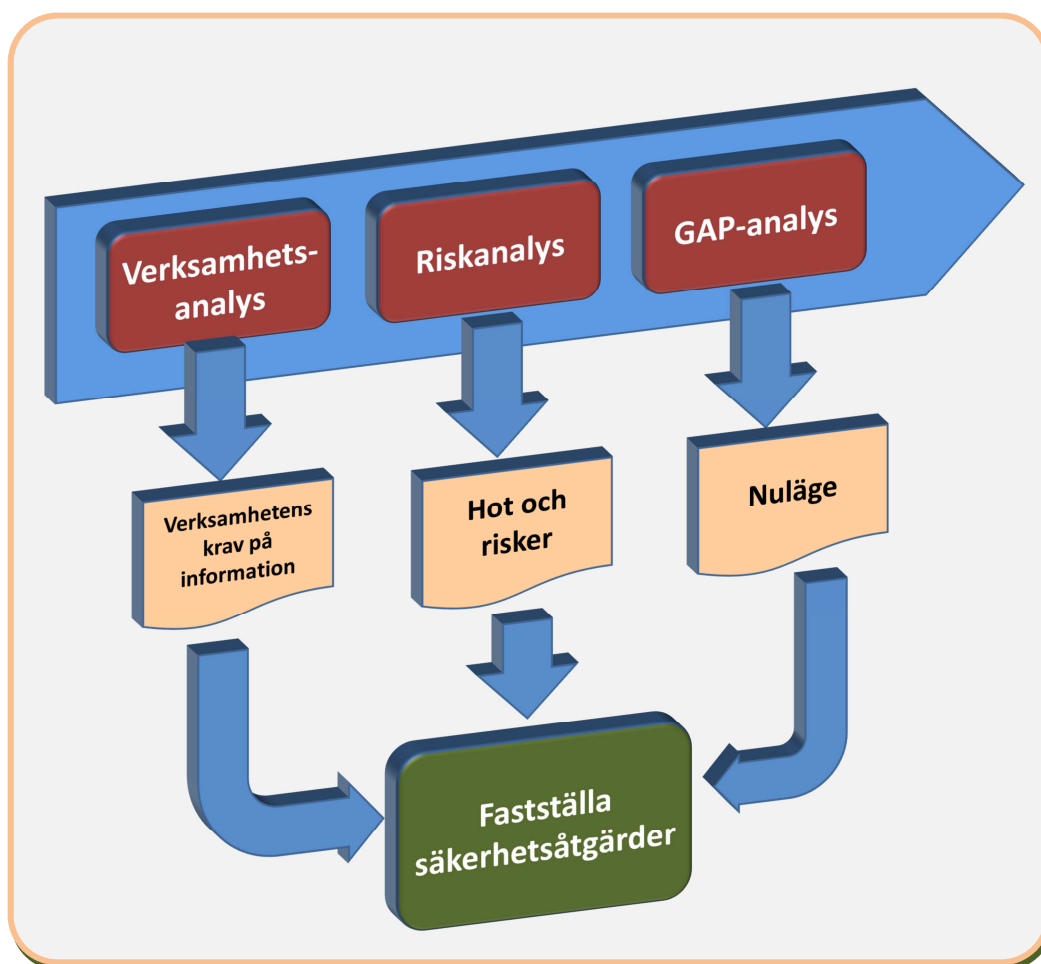 Verksamhets-
analys
Riskanalys
GAP-analys
Verksamhetens
krav på
information
Hot och
risker
Nuläge
Fastställa
säkerhetsåtgärder